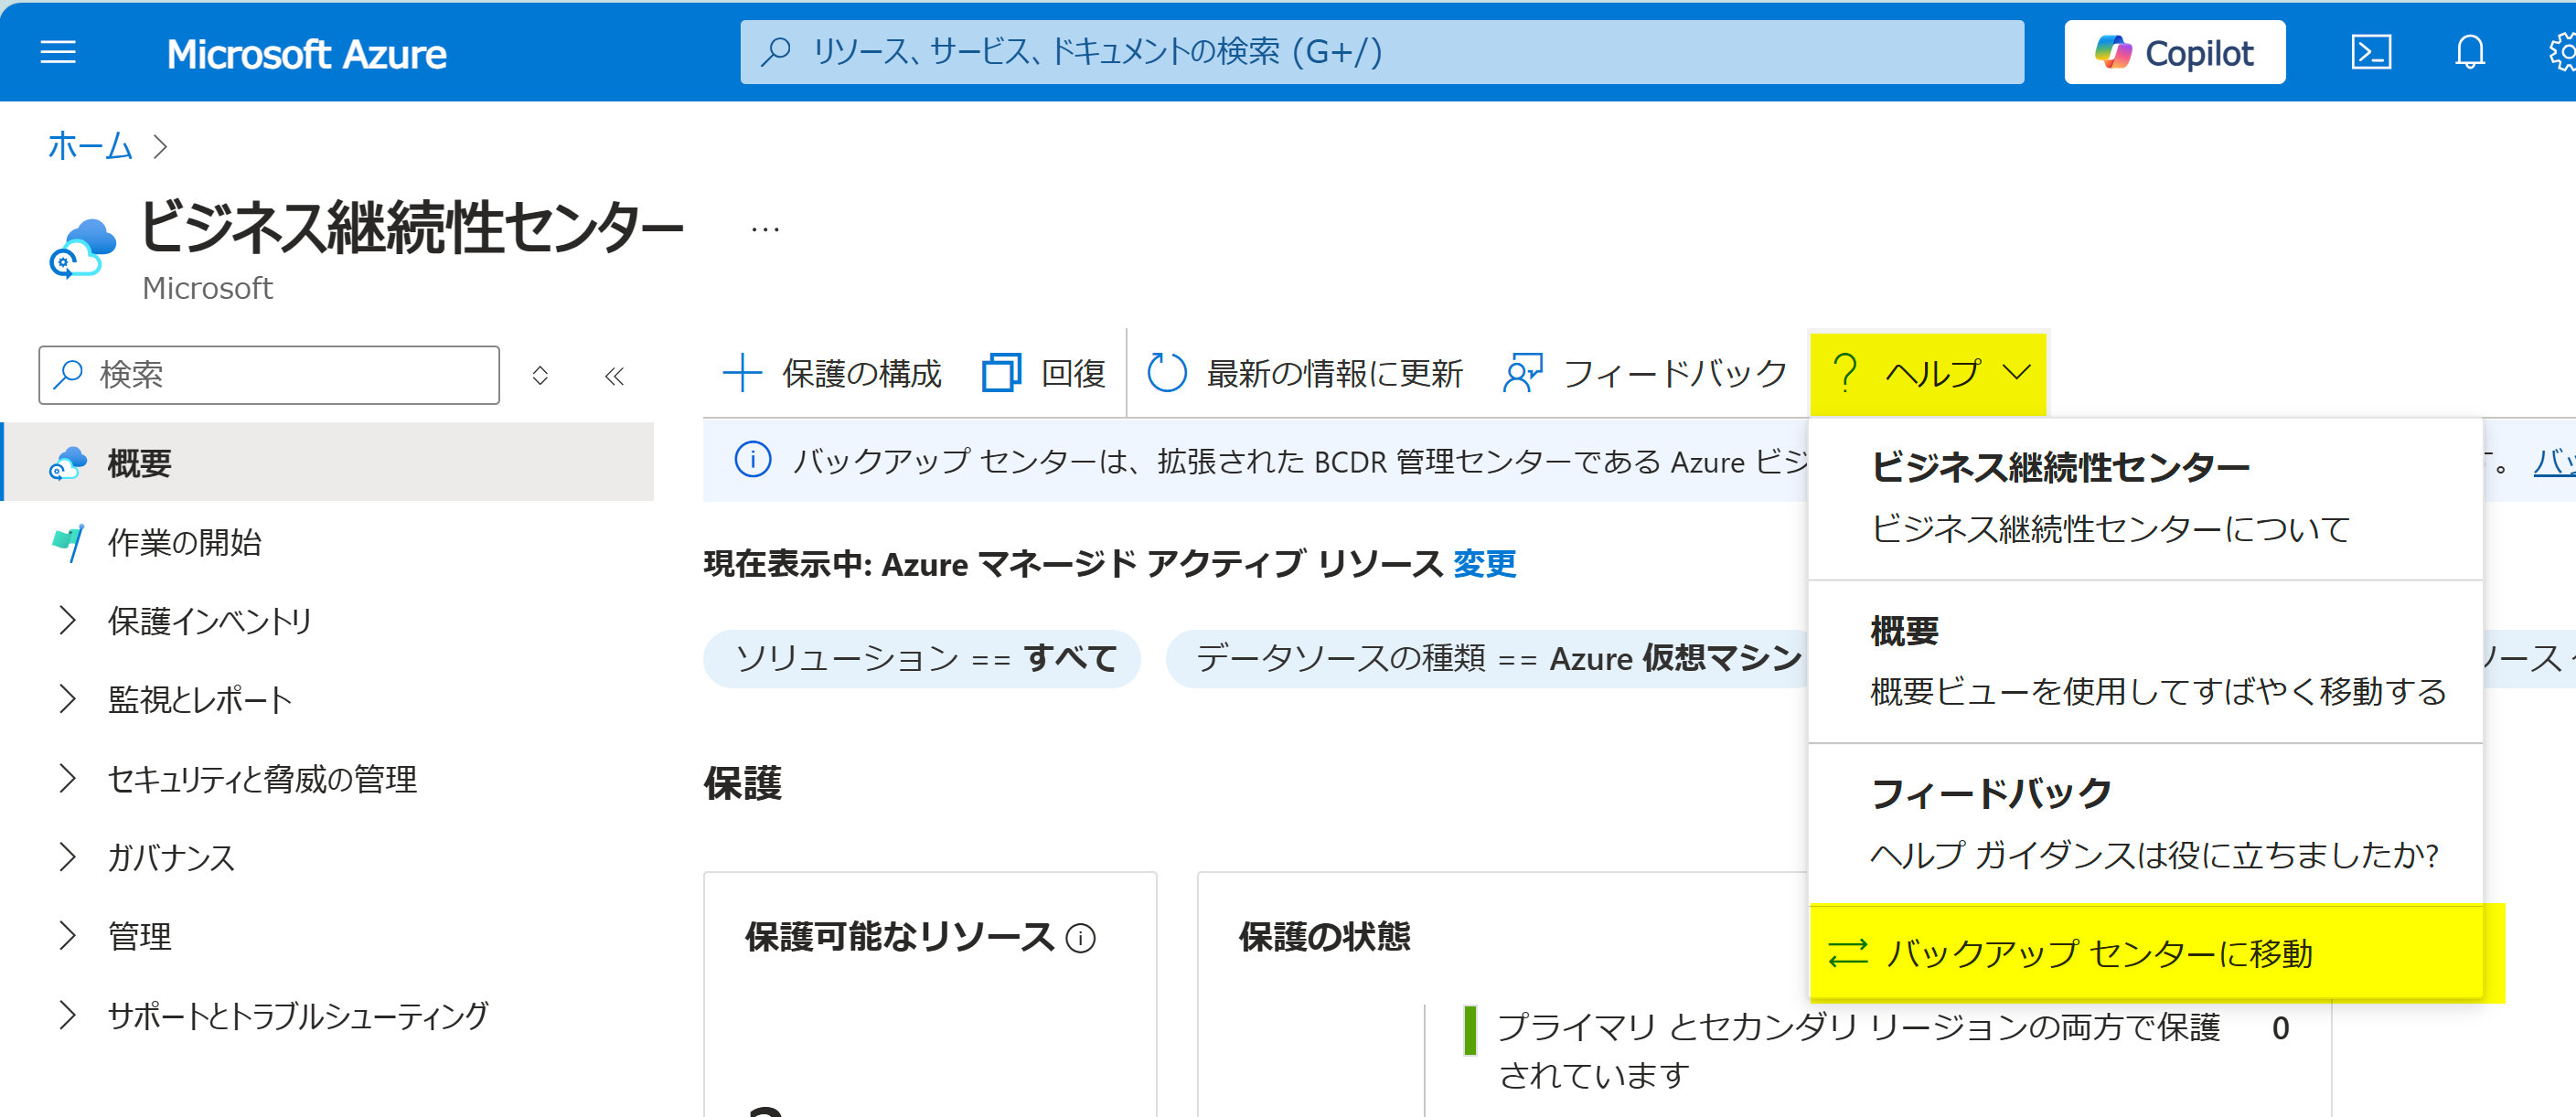 Microsoft Azure
リソース、サービス、ドキュメントの検索 (G+/)
Copilot
ホーム
ビジネス継続性センター
...
Microsoft
検索
保護の構成
回復
最新の情報に更新
フィードバック
ヘルプ
概要
作業の開始
保護インベントリ
監視とレポート
セキュリティと脅威の管理
ガバナンス
管理
サポートとトラブルシューティング
バックアップ センターは、拡張された BCDR 管理センターである Azure ビジ
。 バッ
現在表示中: Azure マネージド アクティブ リソース 変更
ソリューション == すべて
データソースの種類 == Azure 仮想マシン
ソース
保護
保護可能なリソース
保護の状態
プライマリ とセカンダリ リージョンの両方で保護
されています
0
ビジネス継続性センター
ビジネス継続性センターについて
概要
概要ビューを使用してすばやく移動する
フィードバック
ヘルプ ガイダンスは役に立ちましたか?
バックアップ センターに移動